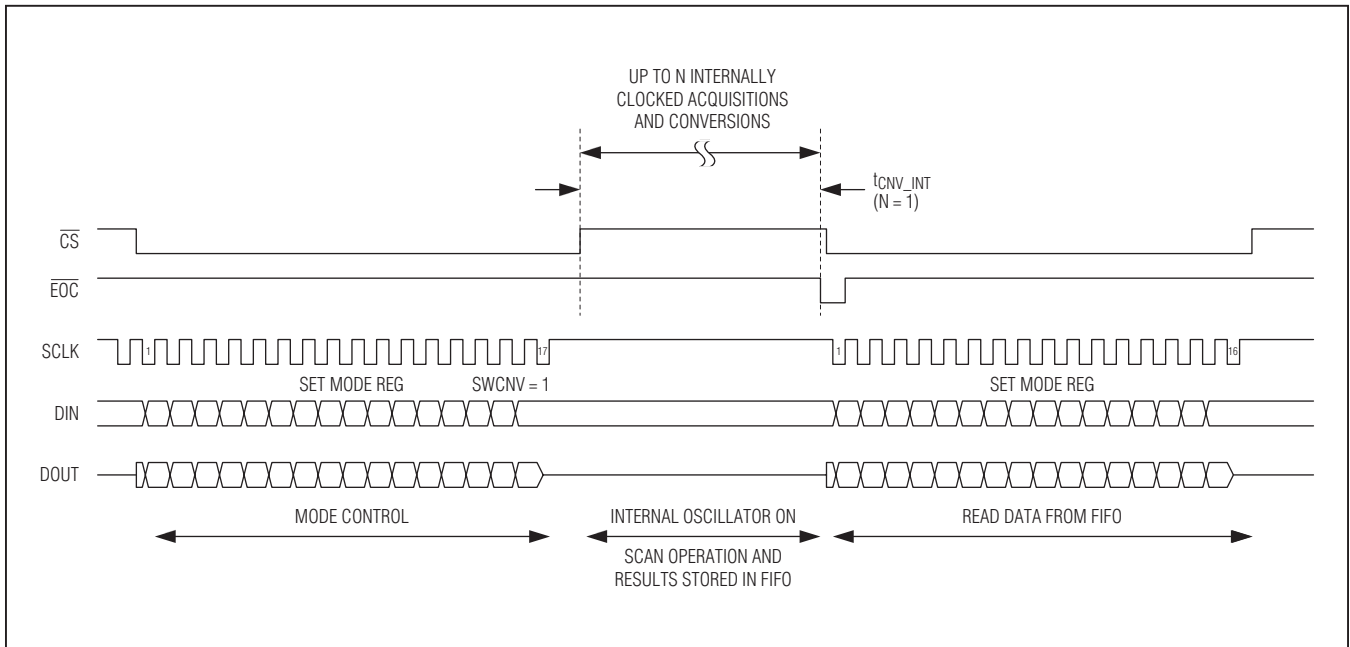 UP TO N INTERNALLY
CLOCKED ACQUISITIONS
AND CONVERSIONS
tCNV_INT
(N = 1)
CS
EOC
SCLK
1
17
1
16
SET MODE REG
SWCNV = 1
SET MODE REG
DIN
DOUT
MODE CONTROL
INTERNAL OSCILLATOR ON
READ DATA FROM FIFO
SCAN OPERATION AND
RESULTS STORED IN FIFO